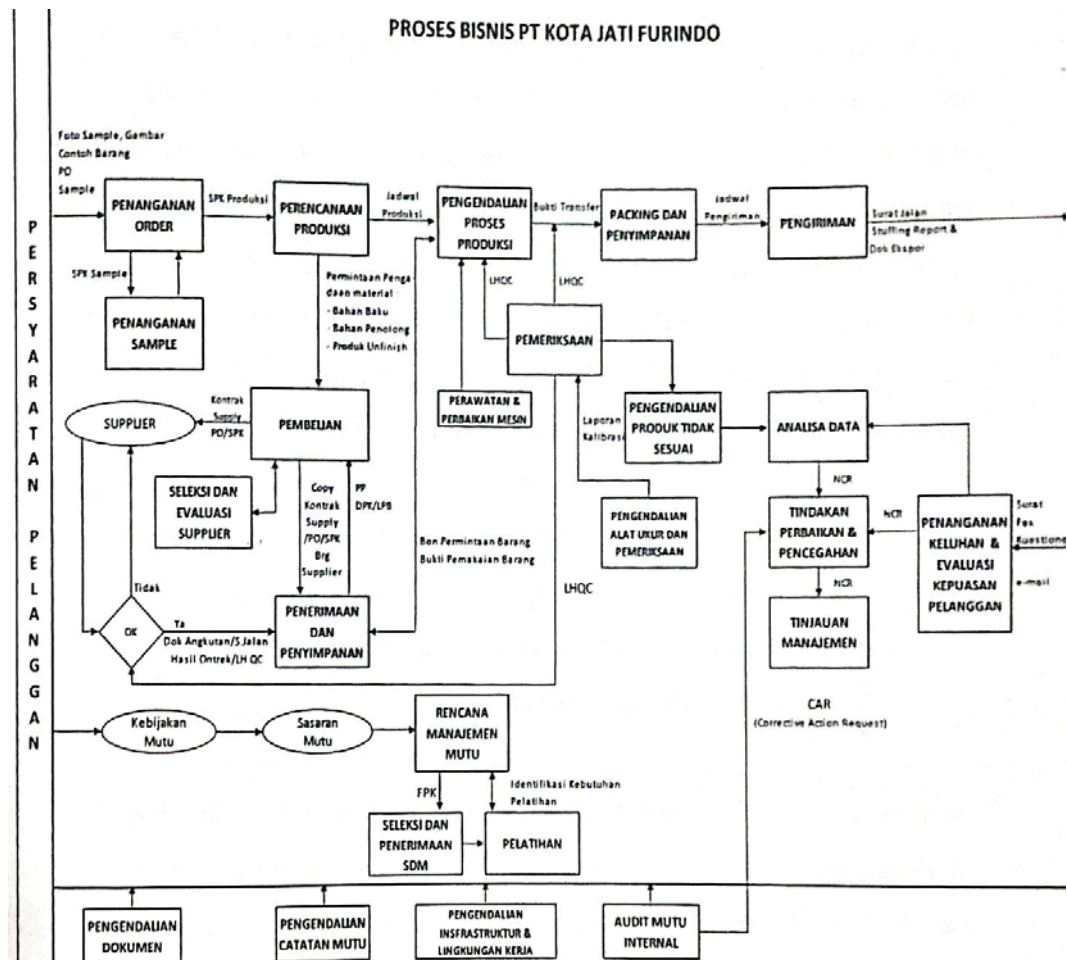 PROSES BISNIS PT KOTA JATI FURINDO
PERSYARATAN PELANGGAN
Foto Sample, Gambar
Contoh Barang
PO
Sample
PENANGANAN
ORDER
SPK Produksi
PERENCANAAN
PRODUKSI
Jadwal
Produksi
PENGENDALIAN
PROSES
PRODUKSI
Bukti Transfer
PACKING DAN
PENYIMPANAN
Jadwal
Pengiriman
PENGIRIMAN
Surat Jalan
Stuffing Report &
Dok Ekspor
SPK Sample
PENANGANAN
SAMPLE
Permintaan Penga
daan material
- Bahan Baku
- Bahan Penolong
- Produk Unfinish
LHQC
LHQC
PEMERIKSAAN
PERAWATAN &
PERBAIKAN MESIN
Laporan
Kalibrasi
PENGENDALIAN
PRODUK TIDAK
SESUAI
ANALISA DATA
SUPPLIER
Kontrak
Supply
PO/SPK
PEMBELIAN
SELEKSI DAN
EVALUASI
SUPPLIER
Copy
Kontrak
Supply
/PO/SPK
Brg
Supplier
PP
DPK/LPB
Bon Permintaan Barang
Bukti Pemakaian Barang
PENGENDALIAN
ALAT UKUR DAN
PEMERIKSAAN
NCR
TINDAKAN
PERBAIKAN &
PENCEGAHAN
NCR
PENANGANAN
KELUHAN &
EVALUASI
KEPUASAN
PELANGGAN
Surat
Fax
Kuestioner
e-mail
NCR
TINJAUAN
MANAJEMEN
Tidak
OK
Ya
Dok Angkutan/S.Jalan
Hasil Ontrek/LH QC
PENERIMAAN
DAN
PENYIMPANAN
LHQC
CAR
(Corrective Action Request)
Kebijakan
Mutu
Sasaran
Mutu
RENCANA
MANAJEMEN
MUTU
FPK
Identifikasi Kebutuhan
Pelatihan
SELEKSI DAN
PENERIMAAN
SDM
PELATIHAN
PENGENDALIAN
DOKUMEN
PENGENDALIAN
CATATAN MUTU
PENGENDALIAN
INSFRASTRUKTUR &
LINGKUNGAN KERJA
AUDIT MUTU
INTERNAL